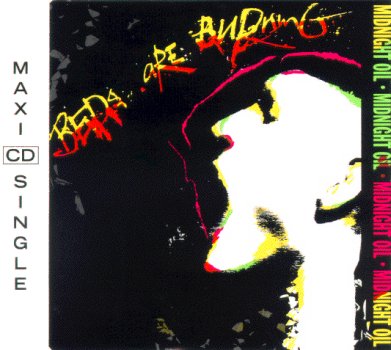 MAXI
CD
SINGLE
BEDS ARE BURNING
MIDNIGHT OIL • MIDNIGHT OIL • MIDNIGHT OIL • MIDNIGHT OIL